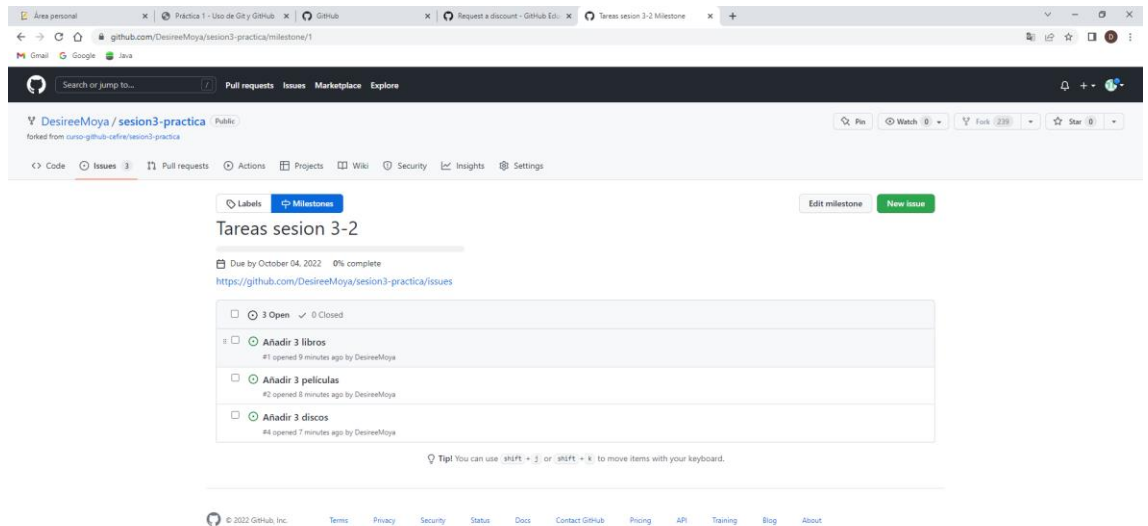 Área personal
Práctica 1 - Uso de Git y GitHub
GitHub
Request a discount - GitHub Edu
Tareas sesion 3-2 Milestone
github.com/DesireeMoya/sesion3-practica/milestone/1
Gmail Google Java
Search or jump to... / Pull requests Issues Marketplace Explore
DesireeMoya / sesion3-practica Public
Pin Watch 0 Fork 239 Star 0
forked from curso-github-cefire/sesion3-practica
<> Code Issues 3 Pull requests Actions Projects Wiki Security Insights Settings
Labels Milestones Edit milestone New issue
Tareas sesion 3-2
Due by October 04, 2022 0% complete
https://github.com/DesireeMoya/sesion3-practica/issues
3 Open 0 Closed
Añadir 3 libros
#1 opened 9 minutes ago by DesireeMoya
Añadir 3 películas
#2 opened 8 minutes ago by DesireeMoya
Añadir 3 discos
#4 opened 7 minutes ago by DesireeMoya
Tip! You can use shift + j or shift + k to move items with your keyboard.
© 2022 GitHub, Inc. Terms Privacy Security Status Docs Contact GitHub Pricing API Training Blog About